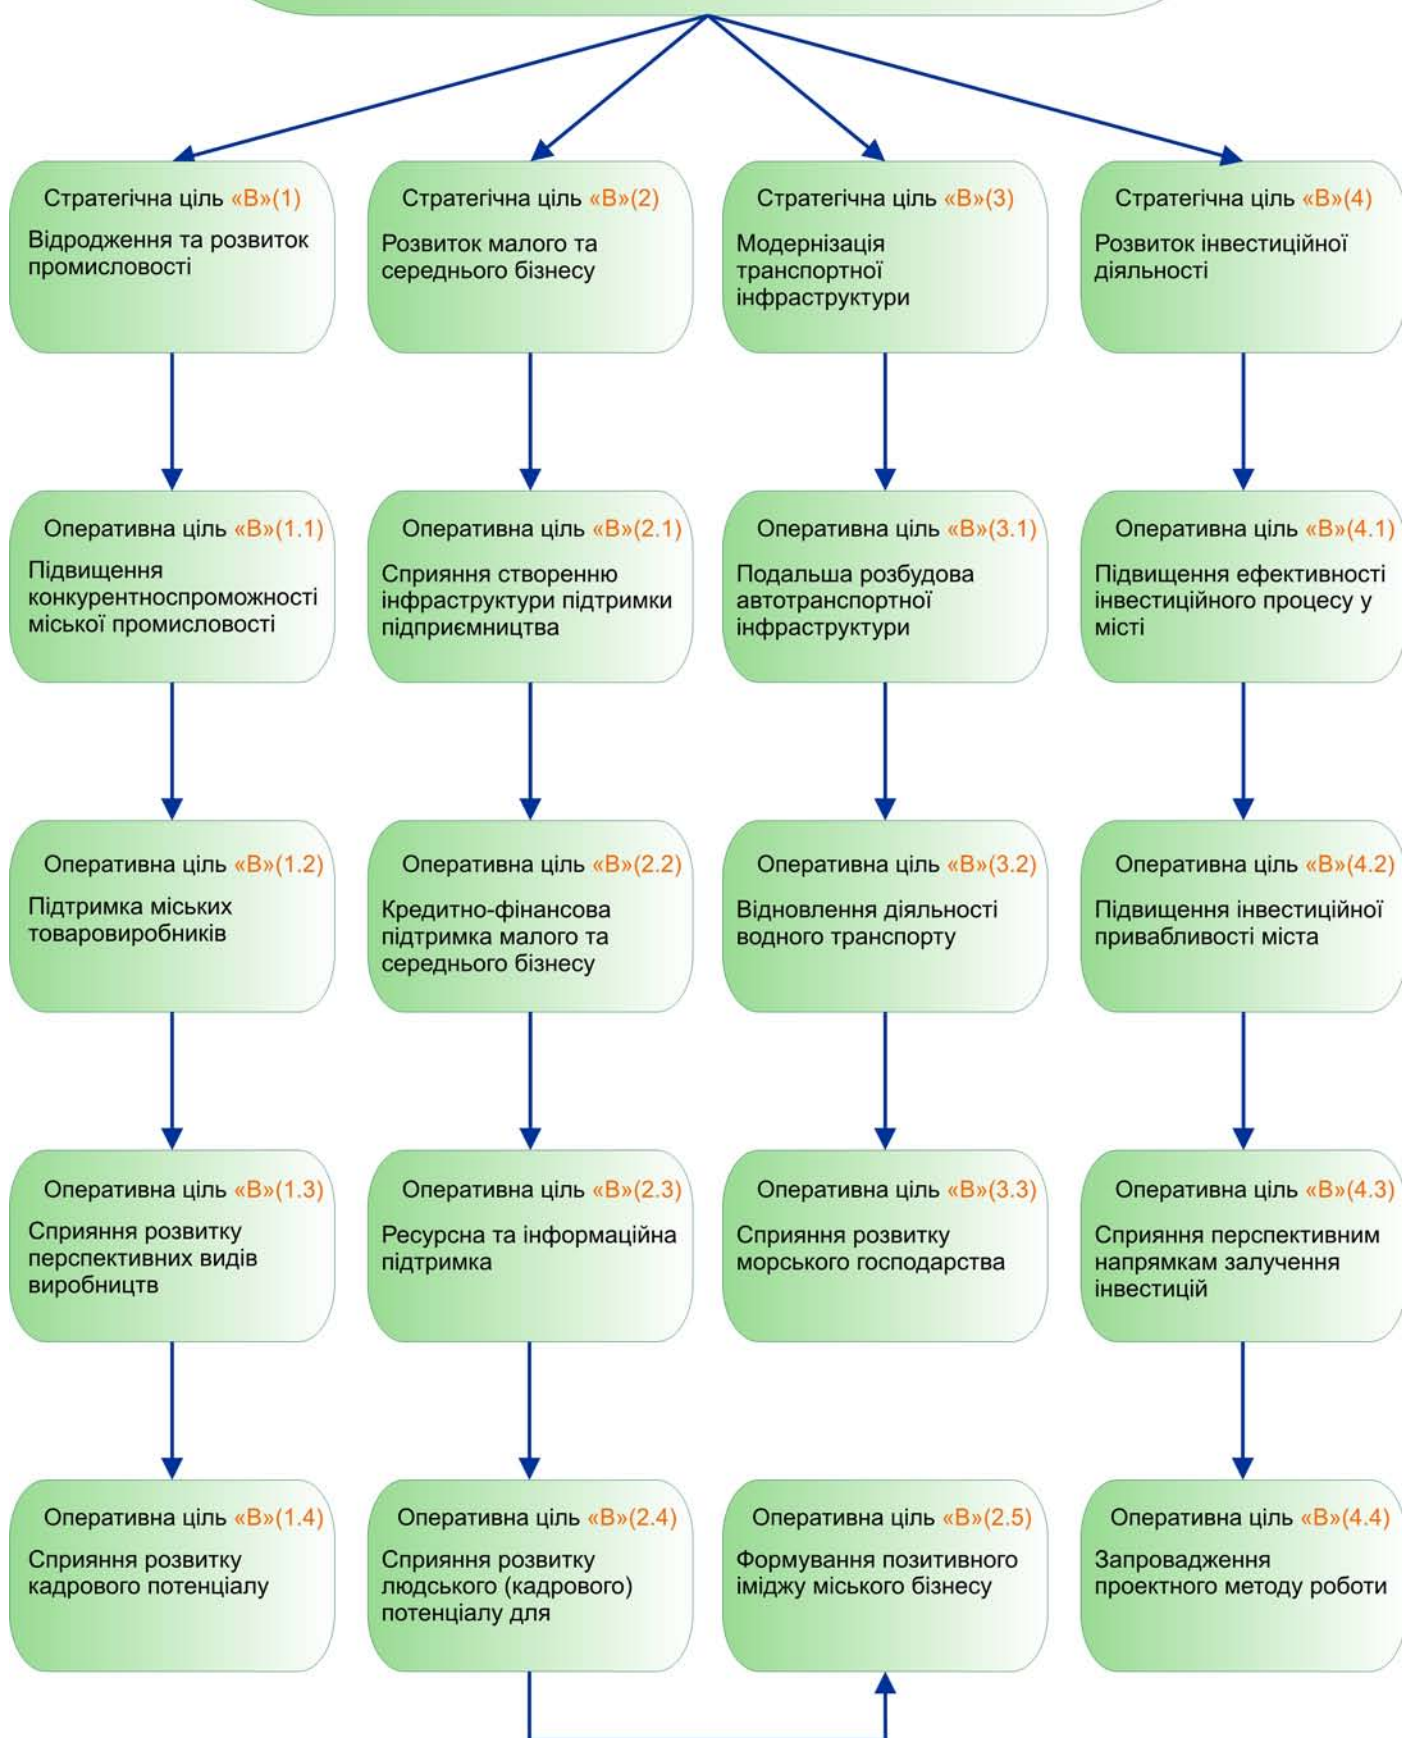 Стратегічна ціль «В»(1)
Відродження та розвиток
промисловості
Стратегічна ціль «В»(2)
Розвиток малого та
середнього бізнесу
Стратегічна ціль «В»(3)
Модернізація
транспортної
інфраструктури
Стратегічна ціль «В»(4)
Розвиток інвестиційної
діяльності
Оперативна ціль «В»(1.1)
Підвищення
конкурентноспроможності
міської промисловості
Оперативна ціль «В»(2.1)
Сприяння створенню
інфраструктури підтримки
підприємництва
Оперативна ціль «В»(3.1)
Подальша розбудова
автотранспортної
інфраструктури
Оперативна ціль «В»(4.1)
Підвищення ефективності
інвестиційного процесу у
місті
Оперативна ціль «В»(1.2)
Підтримка міських
товаровиробників
Оперативна ціль «В»(2.2)
Кредитно-фінансова
підтримка малого та
середнього бізнесу
Оперативна ціль «В»(3.2)
Відновлення діяльності
водного транспорту
Оперативна ціль «В»(4.2)
Підвищення інвестиційної
привабливості міста
Оперативна ціль «В»(1.3)
Сприяння розвитку
перспективних видів
виробництв
Оперативна ціль «В»(2.3)
Ресурсна та інформаційна
підтримка
Оперативна ціль «В»(3.3)
Сприяння розвитку
морського господарства
Оперативна ціль «В»(4.3)
Сприяння перспективним
напрямкам залучення
інвестицій
Оперативна ціль «В»(1.4)
Сприяння розвитку
кадрового потенціалу
Оперативна ціль «В»(2.4)
Сприяння розвитку
людського (кадрового)
потенціалу для
Оперативна ціль «В»(2.5)
Формування позитивного
іміджу міського бізнесу
Оперативна ціль «В»(4.4)
Запровадження
проектного методу роботи